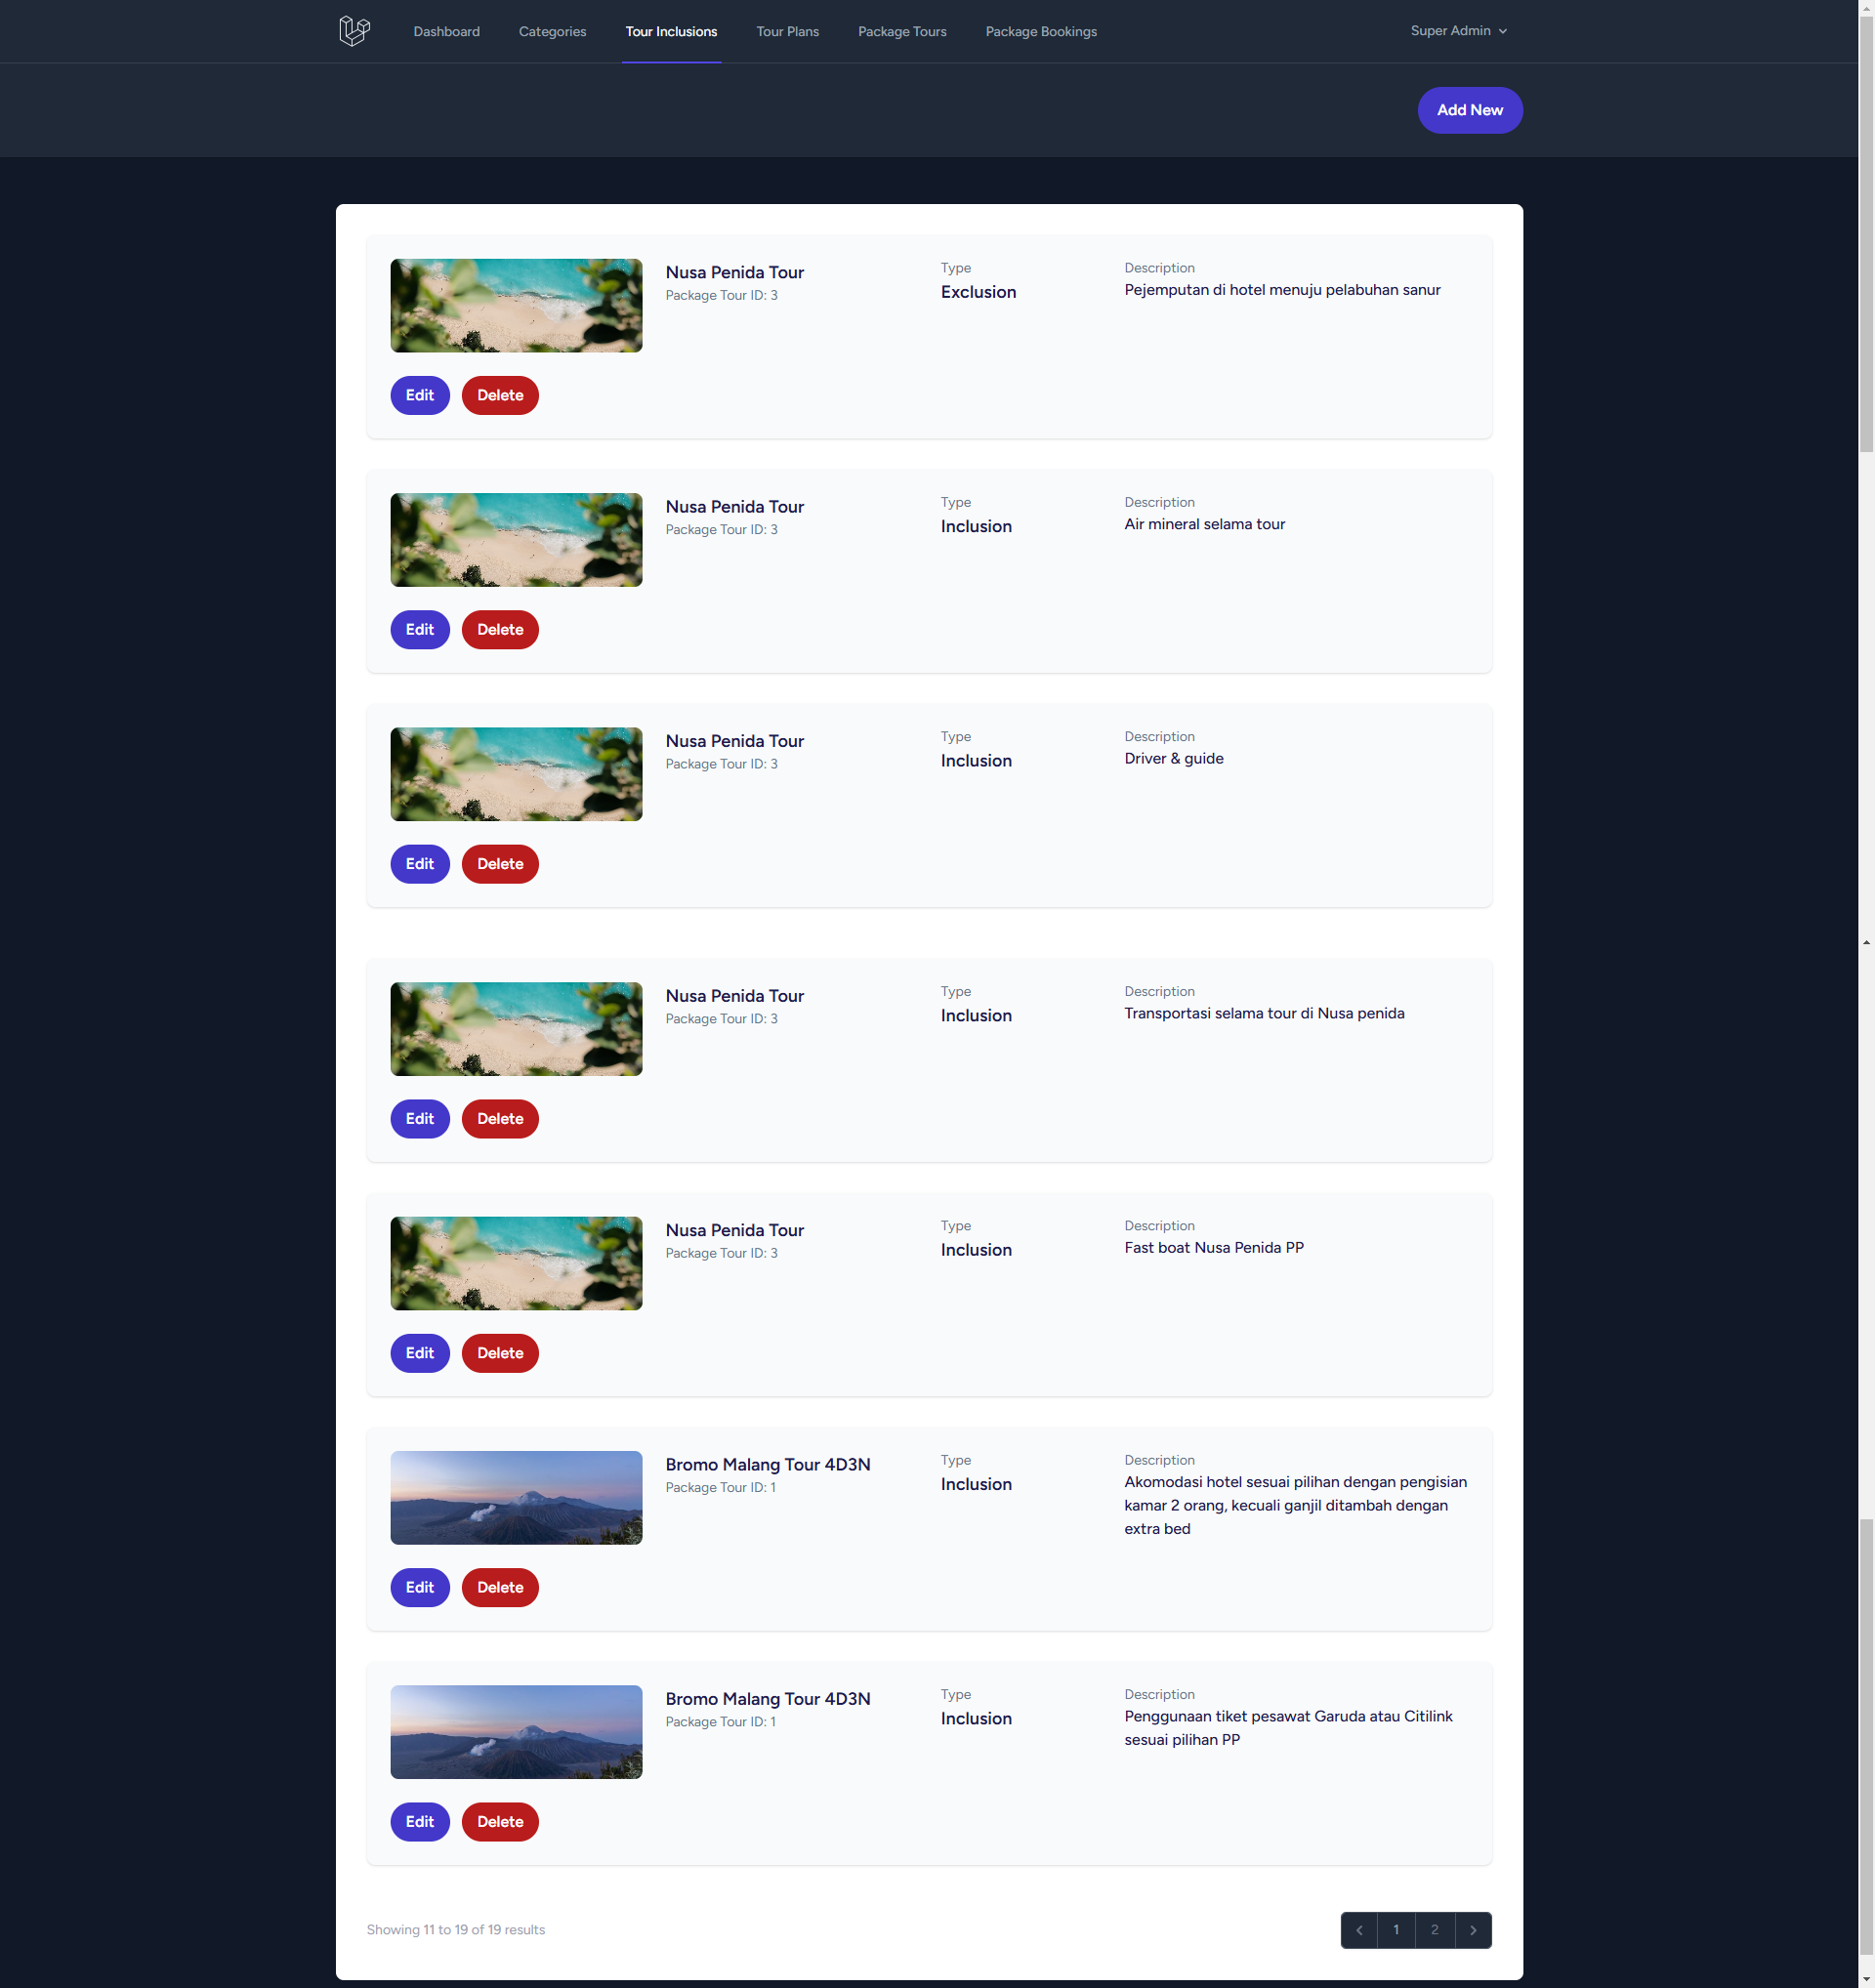 Dashboard
Categories
Tour Inclusions
Tour Plans
Package Tours
Package Bookings
Super Admin
Add New
Nusa Penida Tour
Package Tour ID: 3
Type
Exclusion
Description
Pejemputan di hotel menuju pelabuhan sanur
Edit
Delete
Nusa Penida Tour
Package Tour ID: 3
Type
Inclusion
Description
Air mineral selama tour
Edit
Delete
Nusa Penida Tour
Package Tour ID: 3
Type
Inclusion
Description
Driver & guide
Edit
Delete
Nusa Penida Tour
Package Tour ID: 3
Type
Inclusion
Description
Transportasi selama tour di Nusa penida
Edit
Delete
Nusa Penida Tour
Package Tour ID: 3
Type
Inclusion
Description
Fast boat Nusa Penida PP
Edit
Delete
Bromo Malang Tour 4D3N
Package Tour ID: 1
Type
Inclusion
Description
Akomodasi hotel sesuai pilihan dengan pengisian
kamar 2 orang, kecuali ganjil ditambah dengan
extra bed
Edit
Delete
Bromo Malang Tour 4D3N
Package Tour ID: 1
Type
Inclusion
Description
Penggunaan tiket pesawat Garuda atau Citilink
sesuai pilihan PP
Edit
Delete
Showing 11 to 19 of 19 results
1
2